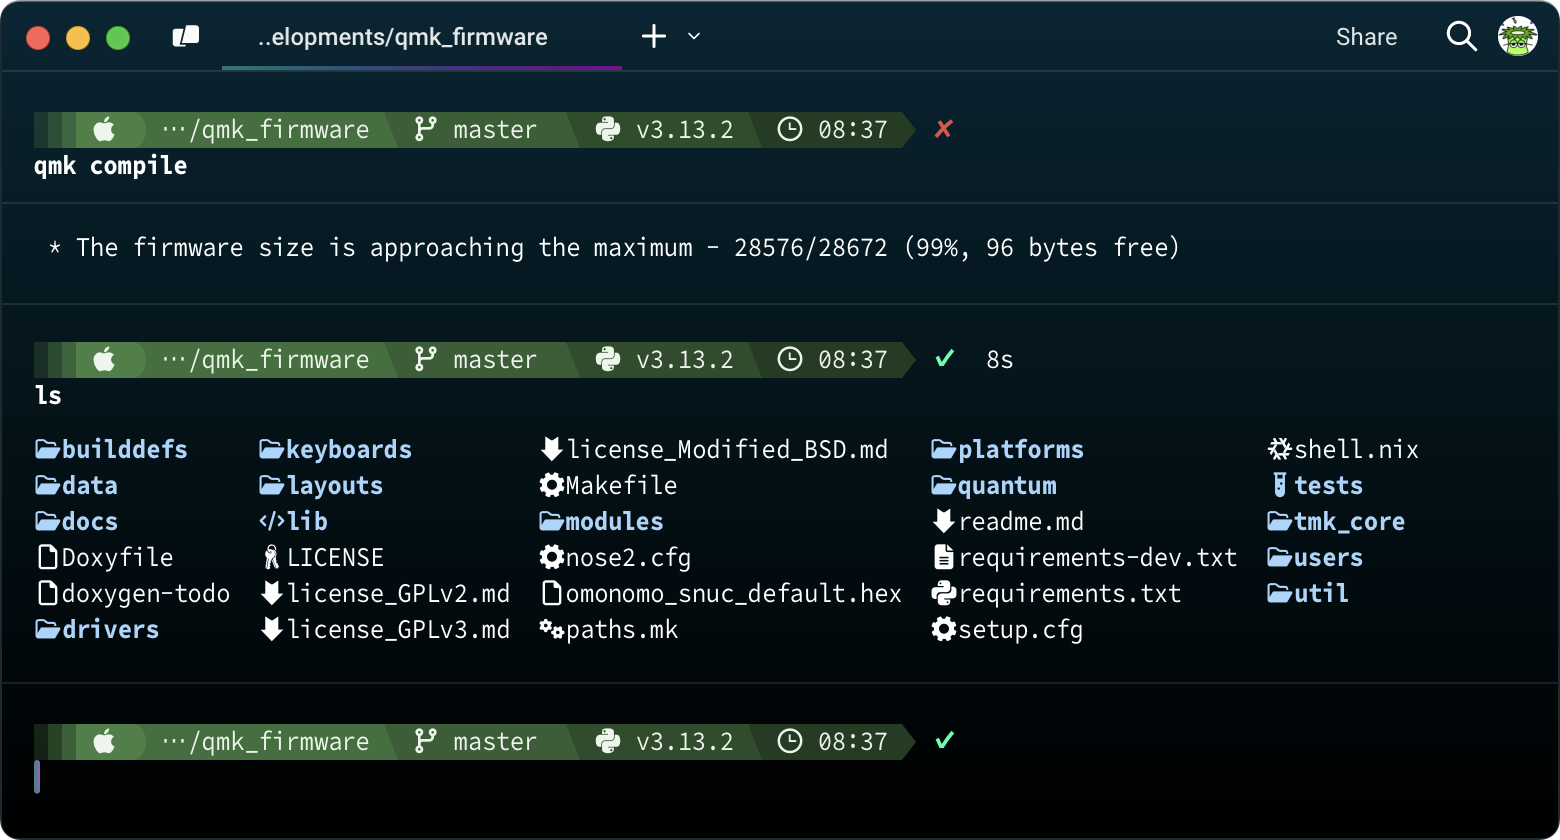 ..elopments/qmk_firmware Share
···/qmk_firmware master v3.13.2 08:37 ✘
qmk compile
* The firmware size is approaching the maximum - 28576/28672 (99%, 96 bytes free)
···/qmk_firmware master v3.13.2 08:37 ✔ 8s
ls
builddefs keyboards license_Modified_BSD.md platforms shell.nix
data layouts Makefile quantum tests
docs lib modules readme.md tmk_core
Doxyfile LICENSE nose2.cfg requirements-dev.txt users
doxygen-todo license_GPLv2.md omonomo_snuc_default.hex requirements.txt util
drivers license_GPLv3.md paths.mk setup.cfg
···/qmk_firmware master v3.13.2 08:37 ✔